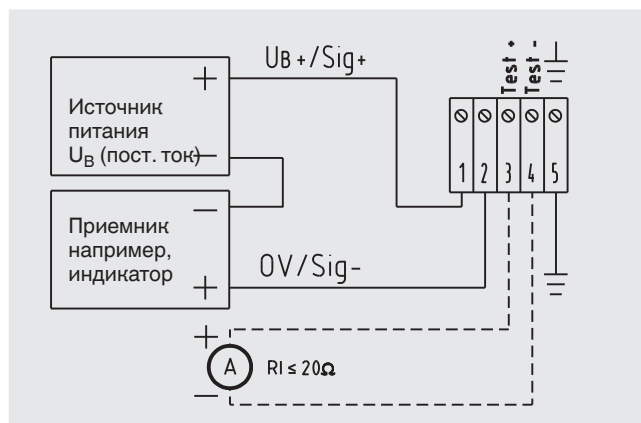 UB+/Sig+
Test +
Test -
+
Источник
питания
UB (пост. ток)
−
1 2 3 4 5
−
Приемник
например,
индикатор
+
0V/Sig-
+
A
RI ≤ 20Ω
−